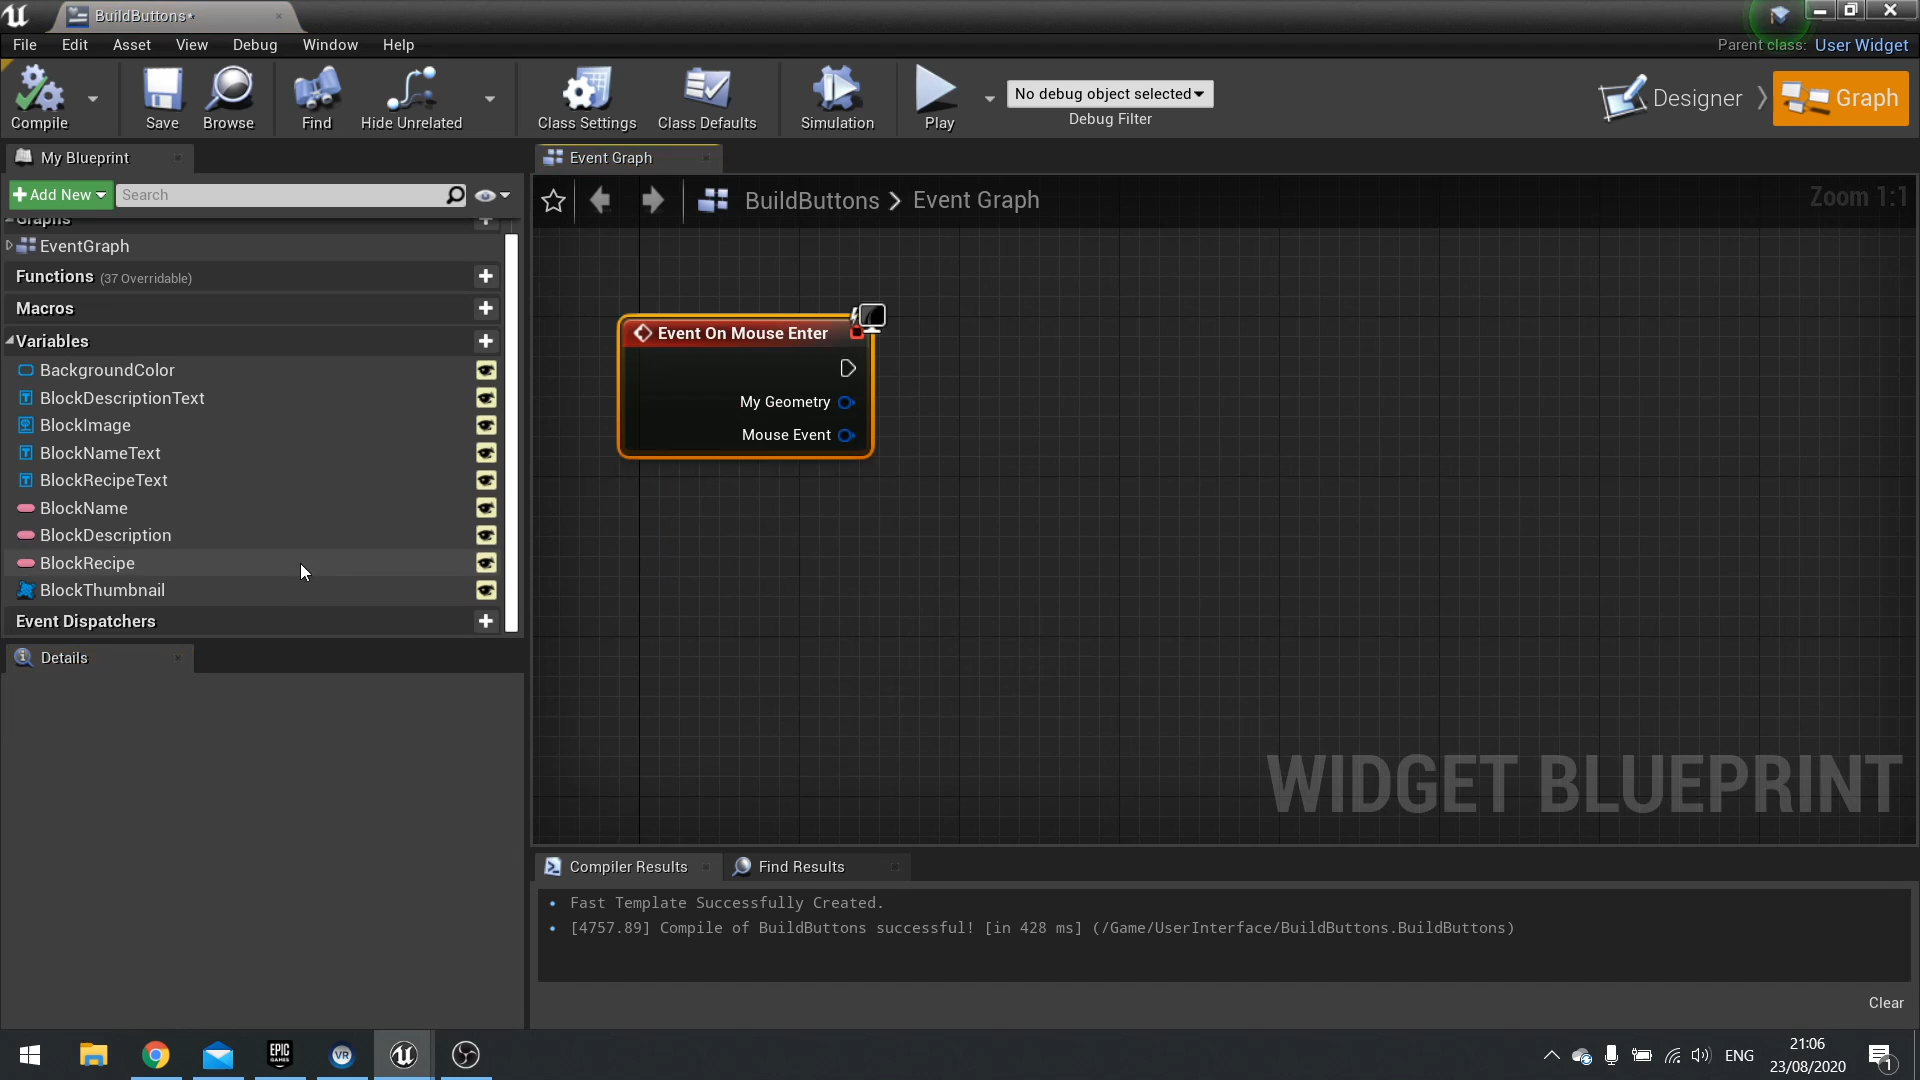 BuildButtons*
File Edit Asset View Debug Window Help
Parent class: User Widget
Compile Save Browse Find Hide Unrelated Class Settings Class Defaults Simulation Play
No debug object selected
Debug Filter
Designer Graph
My Blueprint
Event Graph
Add New Search
BuildButtons Event Graph
Zoom 1:1
Graphs
EventGraph
Functions (37 Overridable)
Macros
Variables
BackgroundColor
BlockDescriptionText
BlockImage
BlockNameText
BlockRecipeText
BlockName
BlockDescription
BlockRecipe
BlockThumbnail
Event Dispatchers
Details
Event On Mouse Enter
My Geometry
Mouse Event
WIDGET BLUEPRINT
Compiler Results Find Results
Fast Template Successfully Created.
[4757.89] Compile of BuildButtons successful! [in 428 ms] (/Game/UserInterface/BuildButtons.BuildButtons)
Clear
EPIC GAMES
VR
ENG
21:06
23/08/2020
1